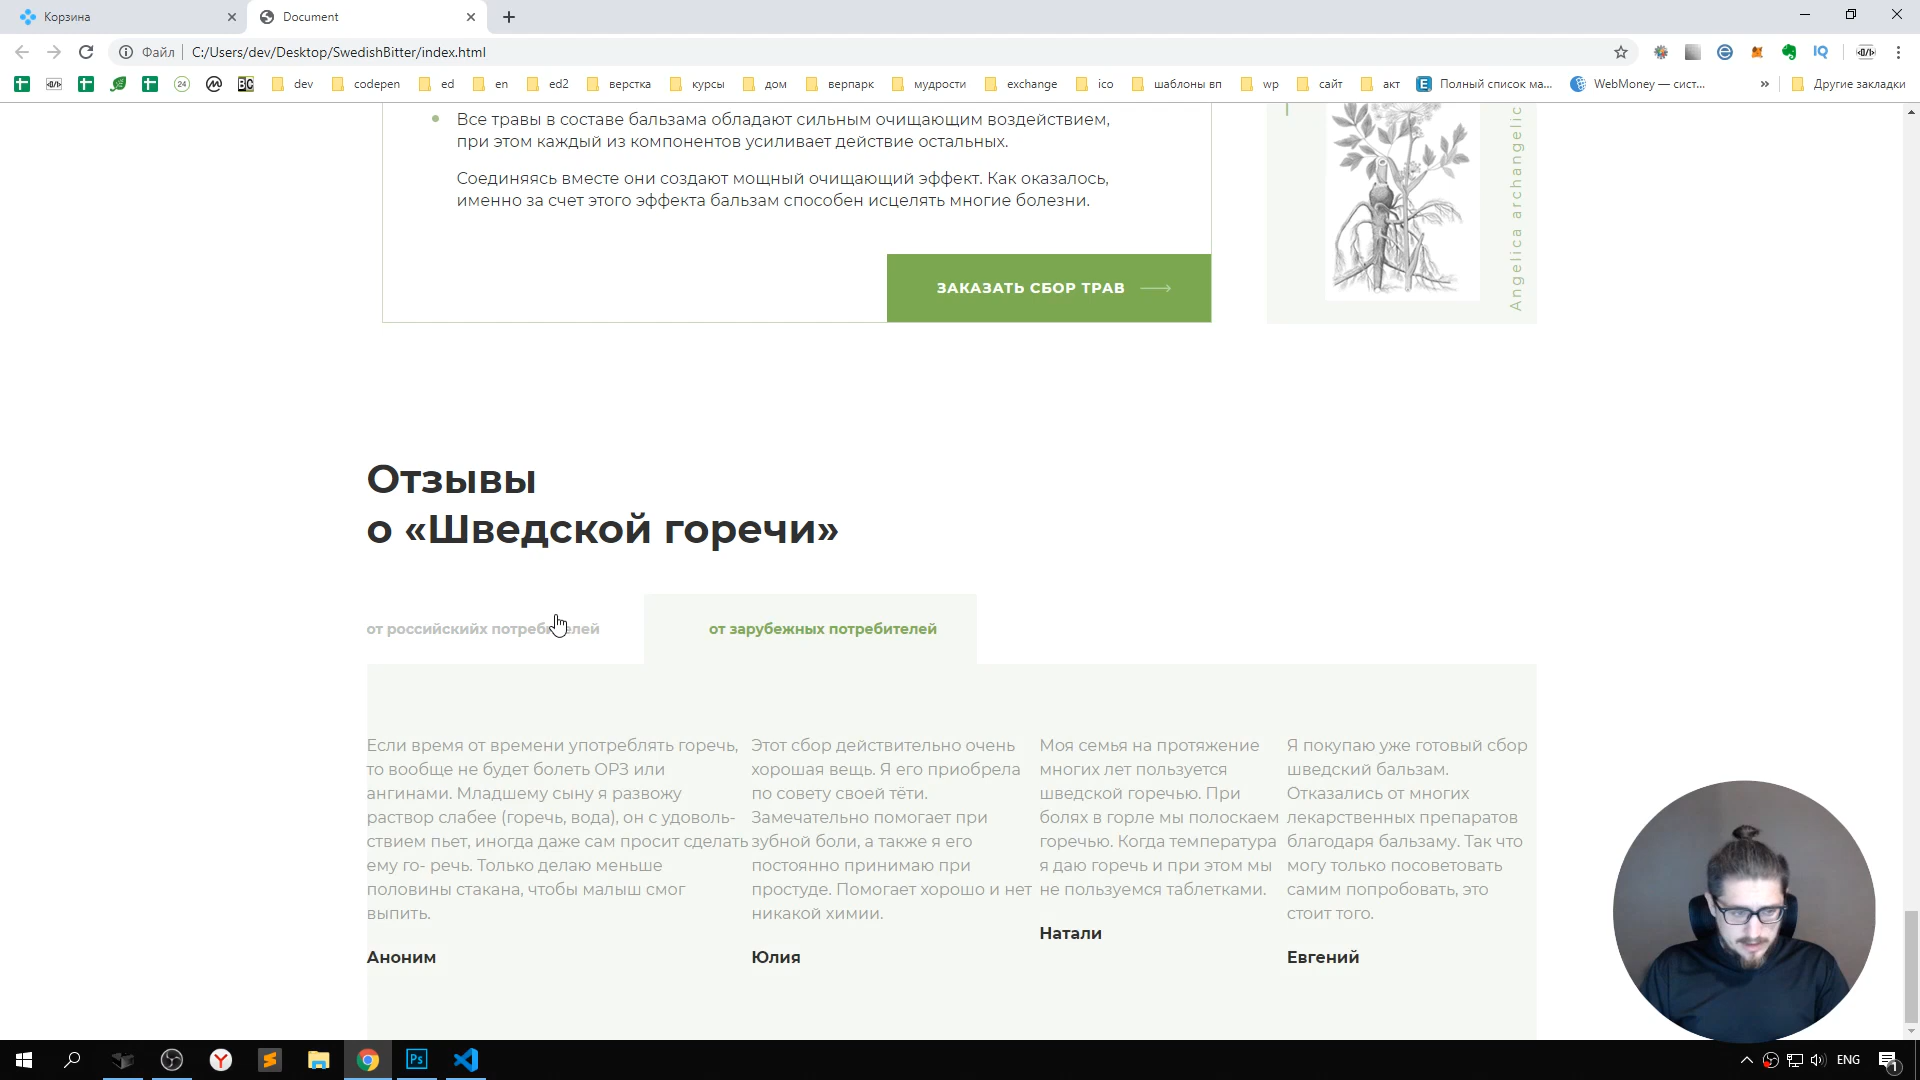 Корзина
Document
Файл
C:/Users/dev/Desktop/SwedishBitter/index.html
24
BC
dev
codepen
ed
en
ed2
верстка
курсы
дом
верпарк
мудрости
exchange
ico
шаблоны вп
wp
сайт
акт
Полный список ма...
WebMoney — сист...
»
Другие закладки
Все травы в составе бальзама обладают сильным очищающим воздействием,
при этом каждый из компонентов усиливает действие остальных.
Соединяясь вместе они создают мощный очищающий эффект. Как оказалось,
именно за счет этого эффекта бальзам способен исцелять многие болезни.
ЗАКАЗАТЬ СБОР ТРАВ
Angelica archangelic
Отзывы
о «Шведской горечи»
от российскийх потребителей
от зарубежных потребителей
Если время от времени употреблять горечь,
то вообще не будет болеть ОРЗ или
ангинами. Младшему сыну я развожу
раствор слабее (горечь, вода), он с удоволь-
ствием пьет, иногда даже сам просит сделать
ему го- речь. Только делаю меньше
половины стакана, чтобы малыш смог
выпить.
Аноним
Этот сбор действительно очень
хорошая вещь. Я его приобрела
по совету своей тёти.
Замечательно помогает при
зубной боли, а также я его
постоянно принимаю при
простуде. Помогает хорошо и нет
никакой химии.
Юлия
Моя семья на протяжение
многих лет пользуется
шведской горечью. При
болях в горле мы полоскаем
горечью. Когда температура
я даю горечь и при этом мы
не пользуемся таблетками.
Натали
Я покупаю уже готовый сбор
шведский бальзам.
Отказались от многих
лекарственных препаратов
благодаря бальзаму. Так что
могу только посоветовать
самим попробовать, это
стоит того.
Евгений
Ps
ENG
1